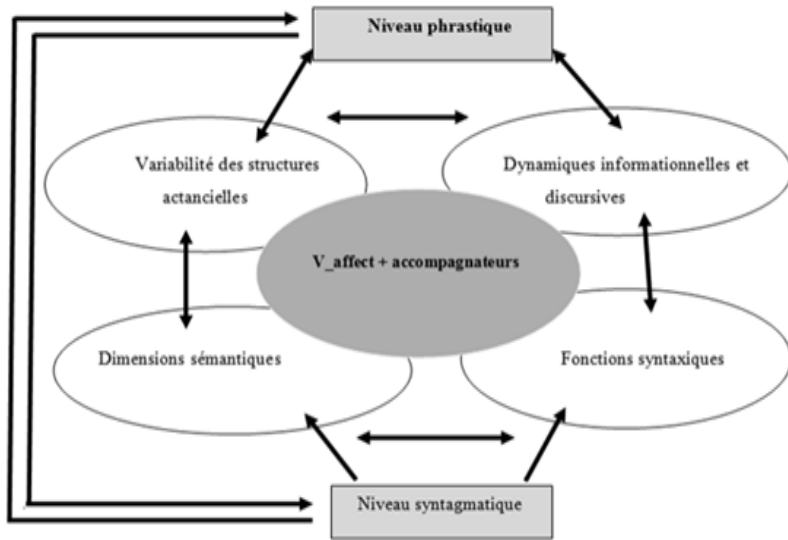 Niveau phrastique
Variabilité des structures
actancielles
Dynamiques informationnelles et
discursives
V_affect + accompagnateurs
Dimensions sémantiques
Fonctions syntaxiques
Niveau syntagmatique